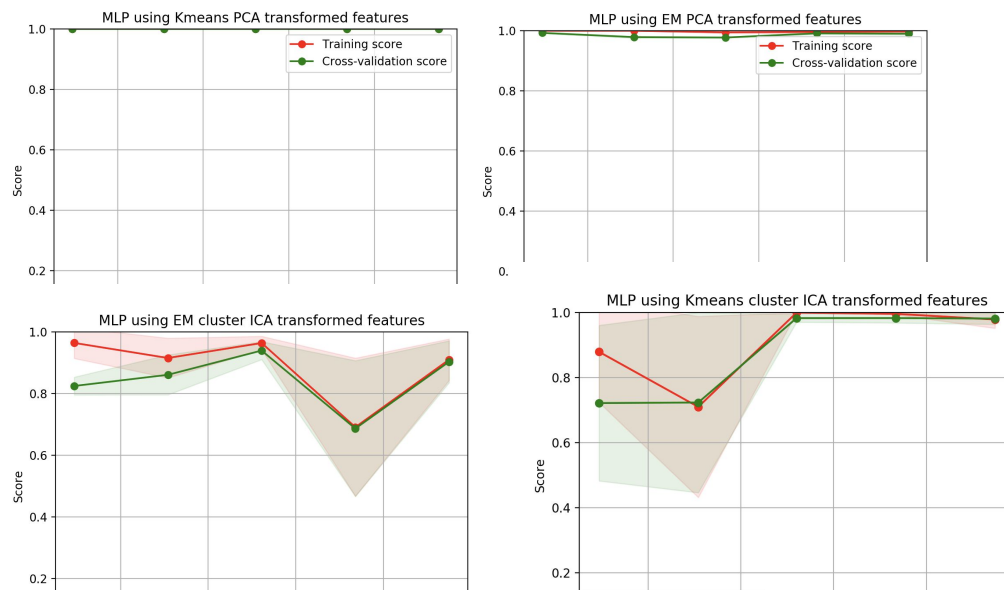 MLP using Kmeans PCA transformed features
1.0
Training score
Cross-validation score
0.8
0.6
Score
0.4
0.2
MLP using EM PCA transformed features
1.0
Training score
Cross-validation score
0.8
0.6
Score
0.4
0.
MLP using EM cluster ICA transformed features
1.0
0.8
0.6
Score
0.4
0.2
MLP using Kmeans cluster ICA transformed features
1.0
0.8
0.6
Score
0.4
0.2